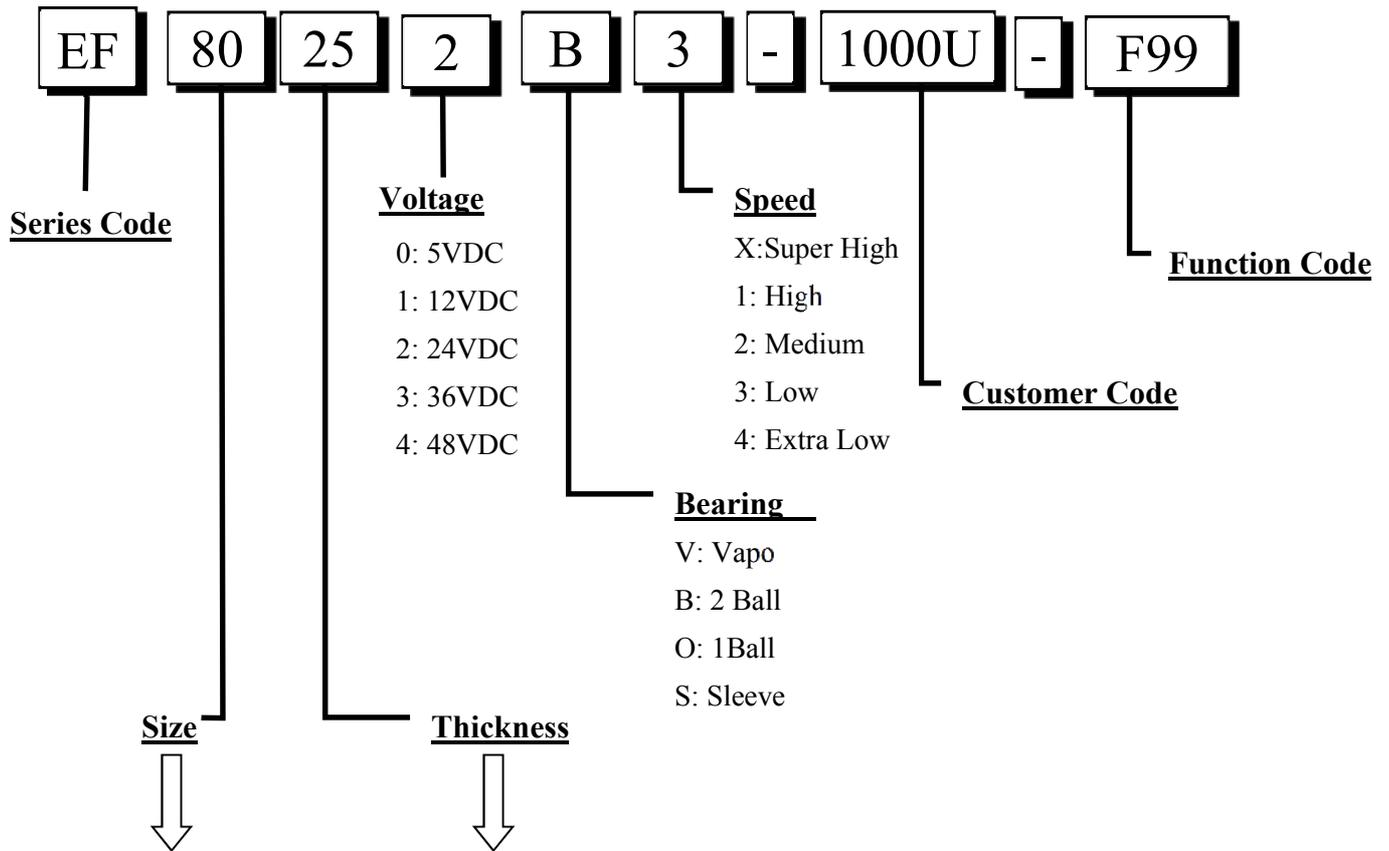 EF 80 25 2 B 3 - 1000U - F99
Series Code
Voltage
0: 5VDC
1: 12VDC
2: 24VDC
3: 36VDC
4: 48VDC
Speed
X:Super High
1: High
2: Medium
3: Low
4: Extra Low
Function Code
Customer Code
Bearing
V: Vapo
B: 2 Ball
O: 1Ball
S: Sleeve
Size
Thickness